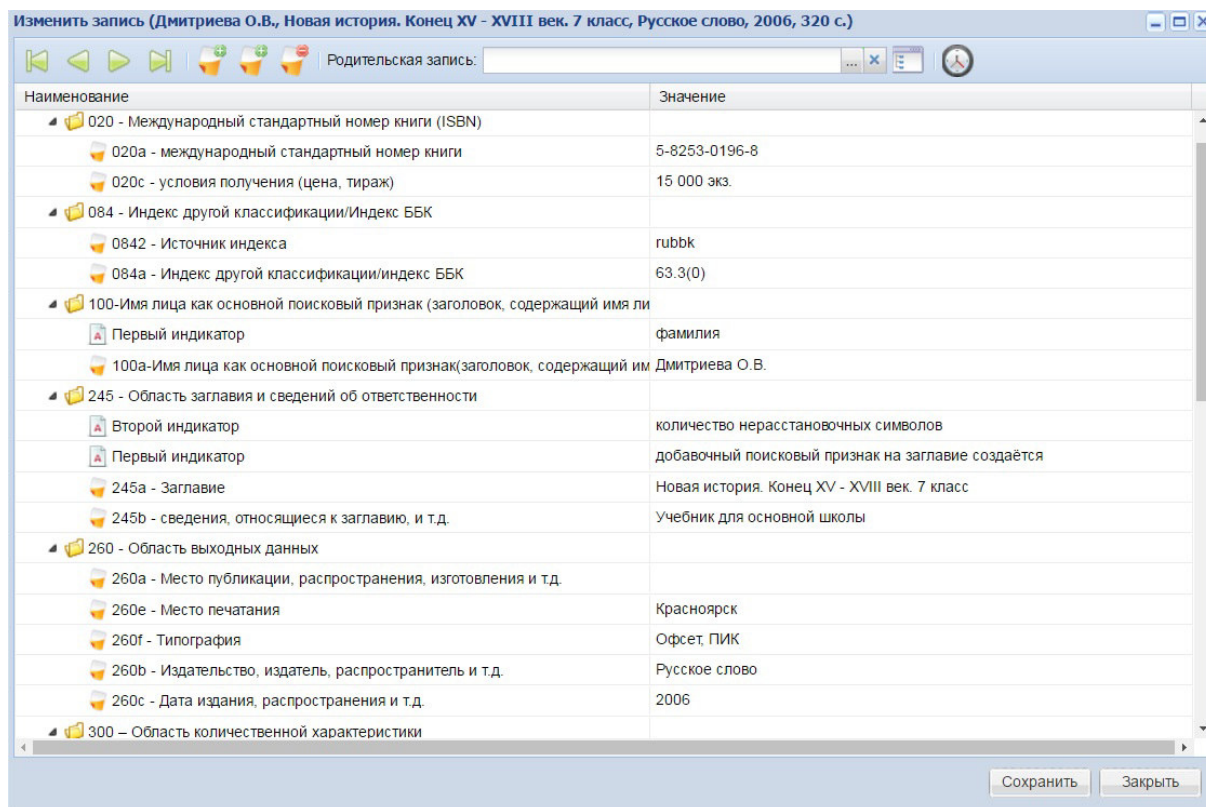 Изменить запись (Дмитриева О.В., Новая история. Конец XV - XVIII век. 7 класс, Русское слово, 2006, 320 с.)
Родительская запись: ...
Наименование Значение
020 - Международный стандартный номер книги (ISBN)
020a - международный стандартный номер книги 5-8253-0196-8
020c - условия получения (цена, тираж) 15 000 экз.
084 - Индекс другой классификации/Индекс ББК
0842 - Источник индекса rubbk
084a - Индекс другой классификации/индекс ББК 63.3(0)
100-Имя лица как основной поисковый признак (заголовок, содержащий имя ли
Первый индикатор фамилия
100a-Имя лица как основной поисковый признак(заголовок, содержащий им Дмитриева О.В.
245 - Область заглавия и сведений об ответственности
Второй индикатор количество нерасстановочных символов
Первый индикатор добавочный поисковый признак на заглавие создаётся
245a - Заглавие Новая история. Конец XV - XVIII век. 7 класс
245b - сведения, относящиеся к заглавию, и т.д. Учебник для основной школы
260 - Область выходных данных
260a - Место публикации, распространения, изготовления и т.д.
260e - Место печатания Красноярск
260f - Типография Офсет, ПИК
260b - Издательство, издатель, распространитель и т.д. Русское слово
260c - Дата издания, распространения и т.д. 2006
300 – Область количественной характеристики
Сохранить Закрыть